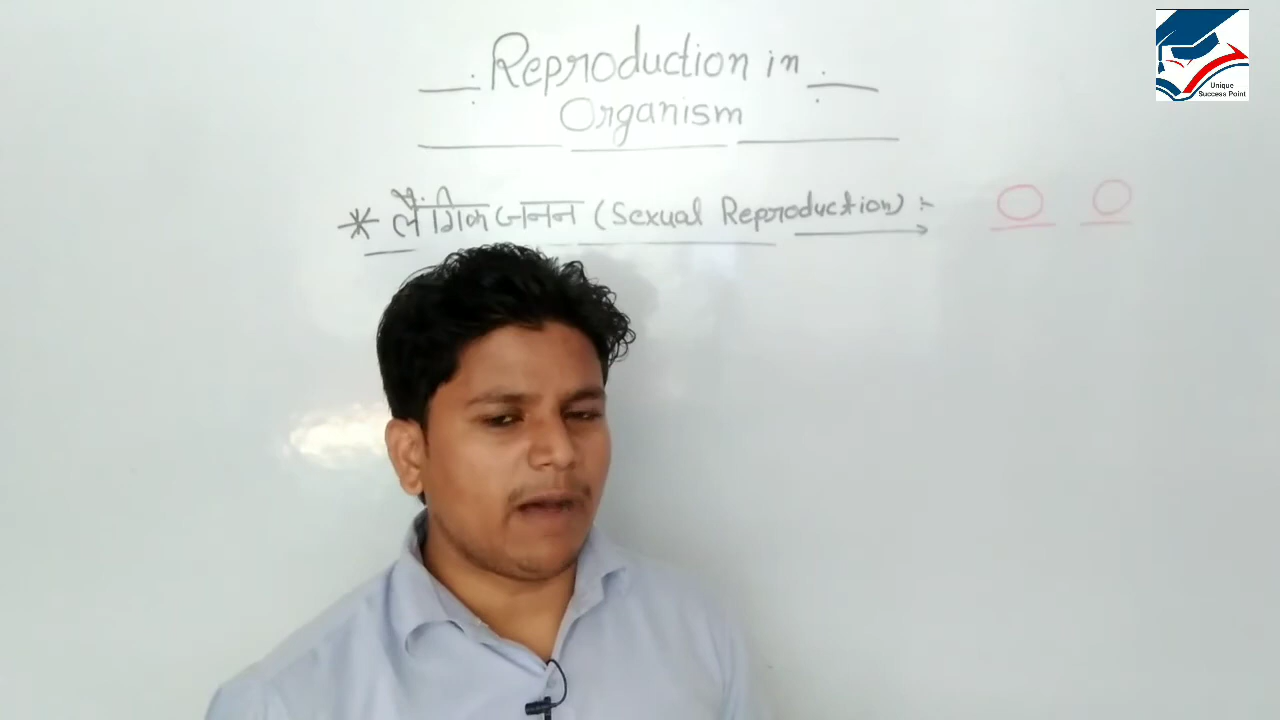 Reproduction in
Organism
* लैंगिक जनन (Sexual Reproduction) :-
Unique
Success Point